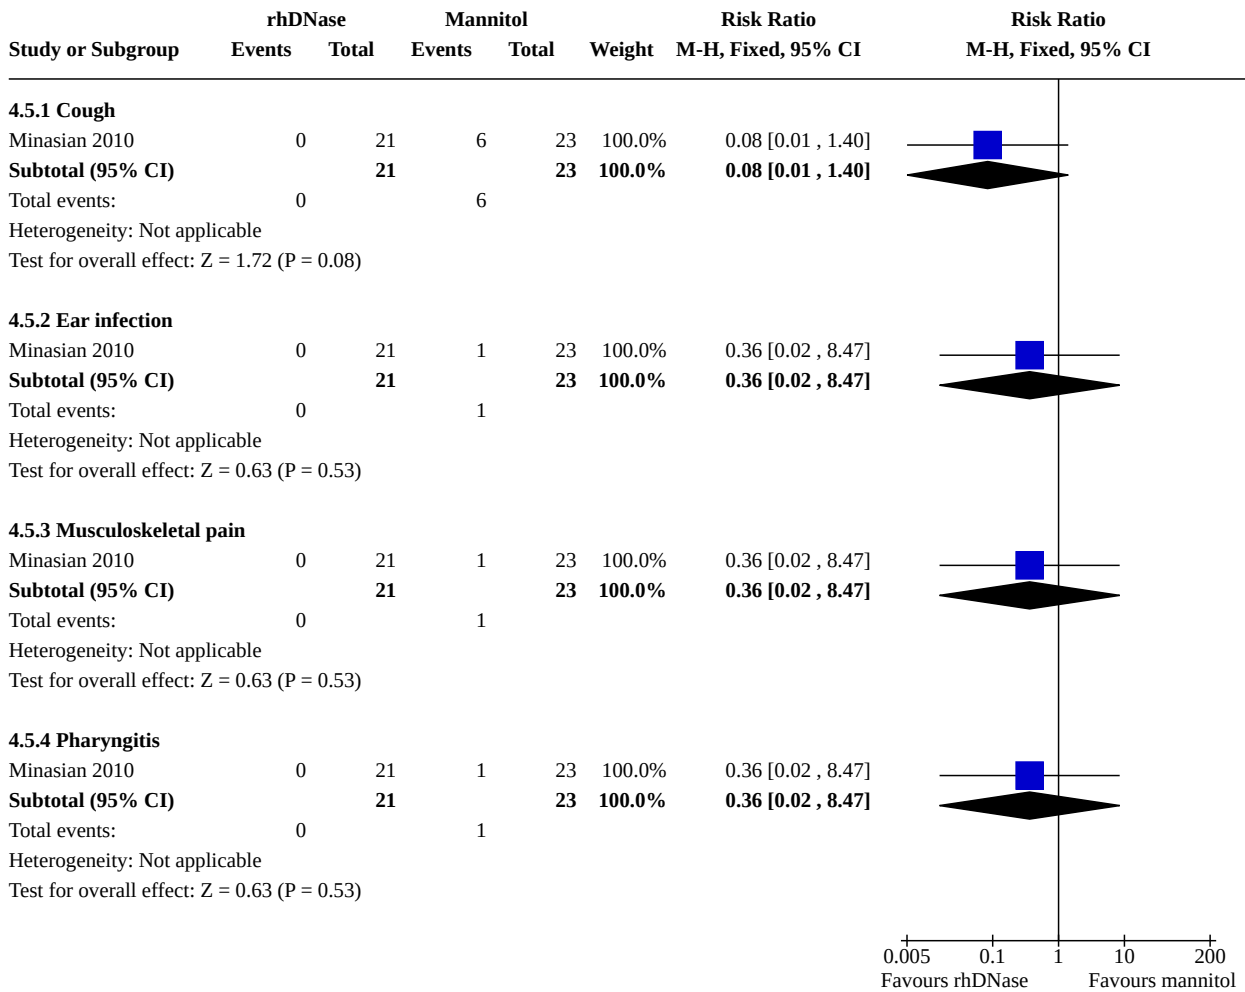 rhDNase Mannitol Risk Ratio Risk Ratio
Study or Subgroup Events Total Events Total Weight M-H, Fixed, 95% CI M-H, Fixed, 95% CI
4.5.1 Cough
Minasian 2010 0 21 6 23 100.0% 0.08 [0.01 , 1.40]
Subtotal (95% CI) 21 23 100.0% 0.08 [0.01 , 1.40]
Total events: 0 6
Heterogeneity: Not applicable
Test for overall effect: Z = 1.72 (P = 0.08)
4.5.2 Ear infection
Minasian 2010 0 21 1 23 100.0% 0.36 [0.02 , 8.47]
Subtotal (95% CI) 21 23 100.0% 0.36 [0.02 , 8.47]
Total events: 0 1
Heterogeneity: Not applicable
Test for overall effect: Z = 0.63 (P = 0.53)
4.5.3 Musculoskeletal pain
Minasian 2010 0 21 1 23 100.0% 0.36 [0.02 , 8.47]
Subtotal (95% CI) 21 23 100.0% 0.36 [0.02 , 8.47]
Total events: 0 1
Heterogeneity: Not applicable
Test for overall effect: Z = 0.63 (P = 0.53)
4.5.4 Pharyngitis
Minasian 2010 0 21 1 23 100.0% 0.36 [0.02 , 8.47]
Subtotal (95% CI) 21 23 100.0% 0.36 [0.02 , 8.47]
Total events: 0 1
Heterogeneity: Not applicable
Test for overall effect: Z = 0.63 (P = 0.53)
0.005 0.1 1 10 200
Favours rhDNase Favours mannitol